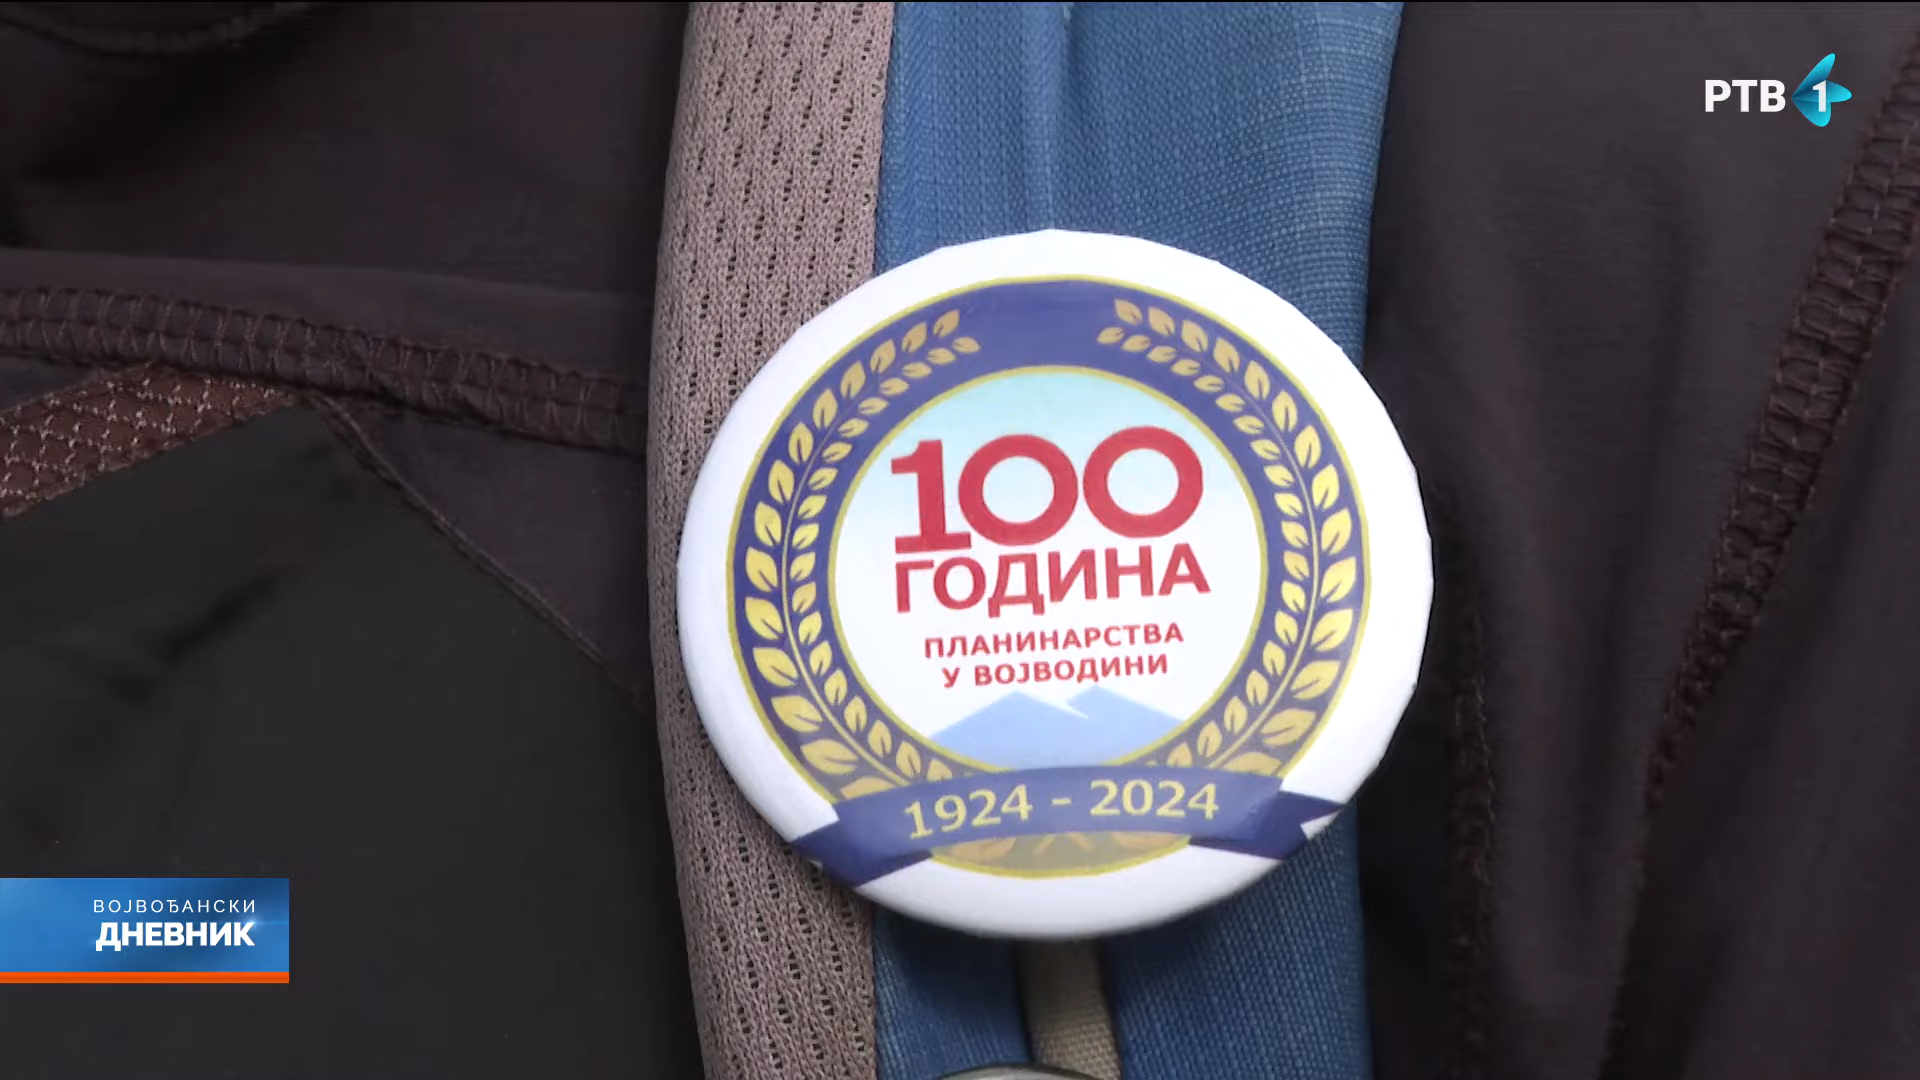 РТВ 1
100
ГОДИНА
ПЛАНИНАРСТВА
У ВОЈВОДИНИ
1924 - 2024
ВОЈВОЂАНСКИ
ДНЕВНИК